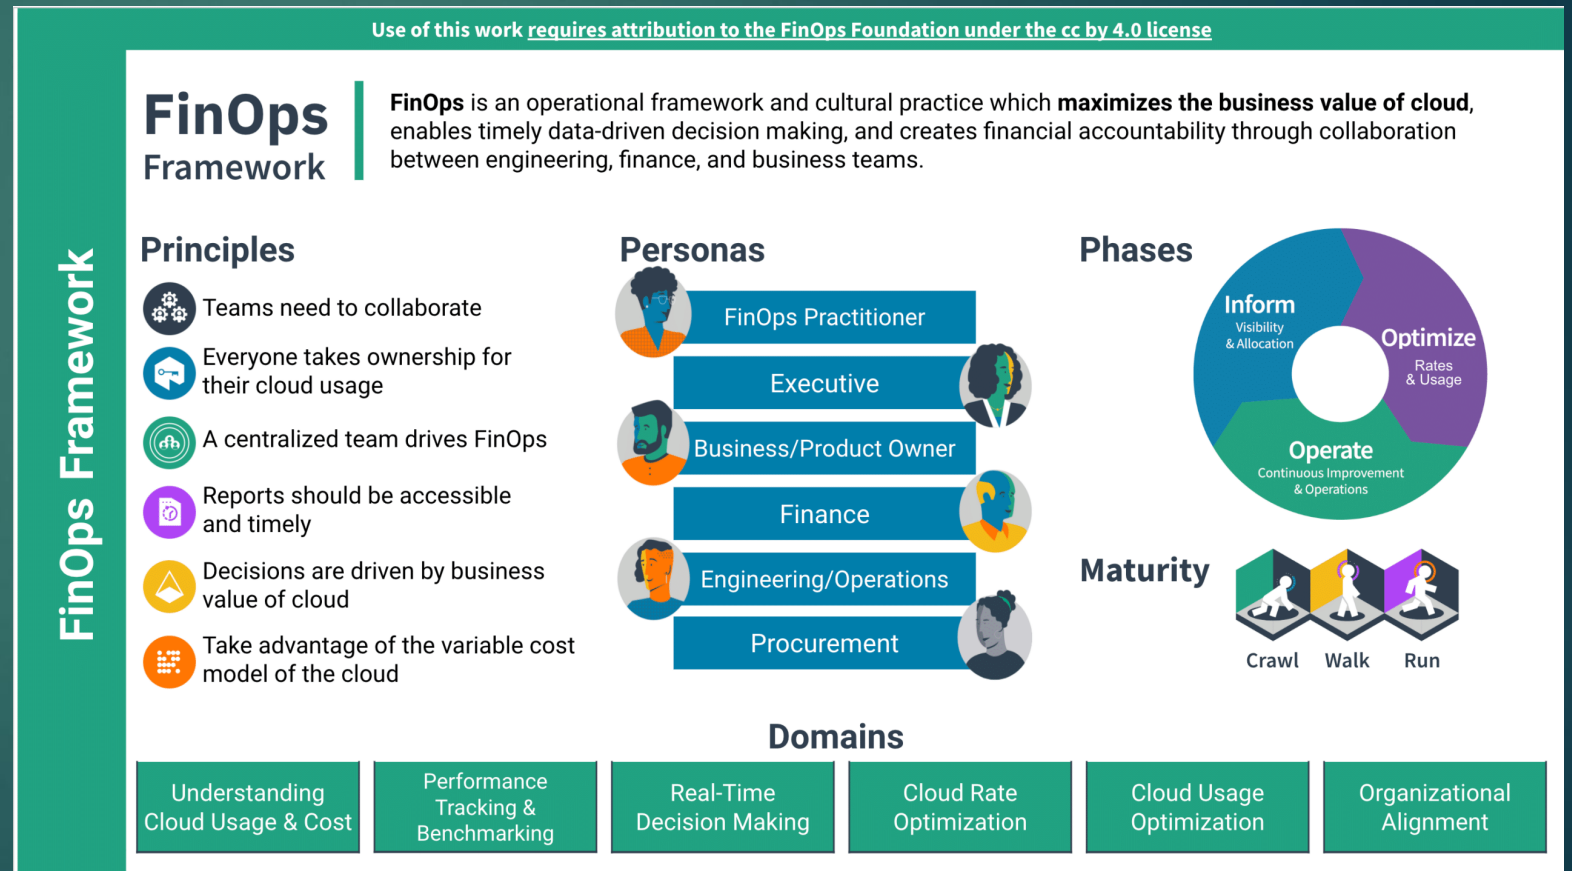 Use of this work requires attribution to the FinOps Foundation under the cc by 4.0 license
FinOps Framework
FinOps
Framework
FinOps is an operational framework and cultural practice which maximizes the business value of cloud,
enables timely data-driven decision making, and creates financial accountability through collaboration
between engineering, finance, and business teams.
Principles
Teams need to collaborate
Everyone takes ownership for
their cloud usage
A centralized team drives FinOps
Reports should be accessible
and timely
Decisions are driven by business
value of cloud
Take advantage of the variable cost
model of the cloud
Personas
FinOps Practitioner
Executive
Business/Product Owner
Finance
Engineering/Operations
Procurement
Phases
Inform
Visibility
& Allocation
Optimize
Rates
& Usage
Operate
Continuous Improvement
& Operations
Maturity
Crawl
Walk
Run
Domains
Understanding
Cloud Usage & Cost
Performance
Tracking &
Benchmarking
Real-Time
Decision Making
Cloud Rate
Optimization
Cloud Usage
Optimization
Organizational
Alignment